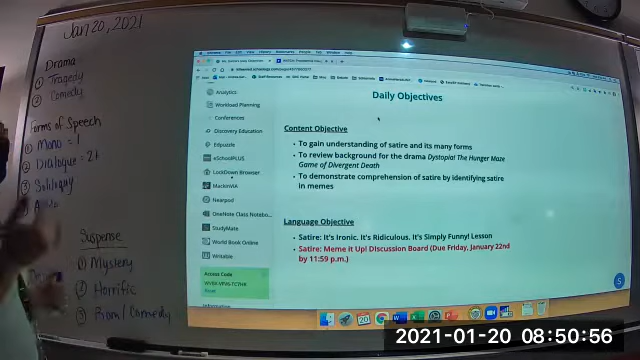 Jan 20, 2021
Drama
① Tragedy
② Comedy
Forms of Speech
① Mono = 1
② Dialogue = 2+
③ Soliloquy
Suspense
① Mystery
② Horrific
③ Rom/Comedy
Analytics
Workload Planning
Conferences
Discovery Education
Edpuzzle
eSchoolPLUS
LockDown Browser
MackinVIA
Nearpod
OneNote Class Notebo...
StudyMate
World Book Online
Writable
Access Code
Daily Objectives
Content Objective
• To gain understanding of satire and its many forms
• To review background for the drama Dystopia! The Hunger Maze
Game of Divergent Death
• To demonstrate comprehension of satire by identifying satire
in memes
Language Objective
• Satire: It's Ironic. It's Ridiculous. It's Simply Funny! Lesson
• Satire: Meme it Up! Discussion Board (Due Friday, January 22nd
by 11:59 p.m.)
S
2021-01-20 08:50:56